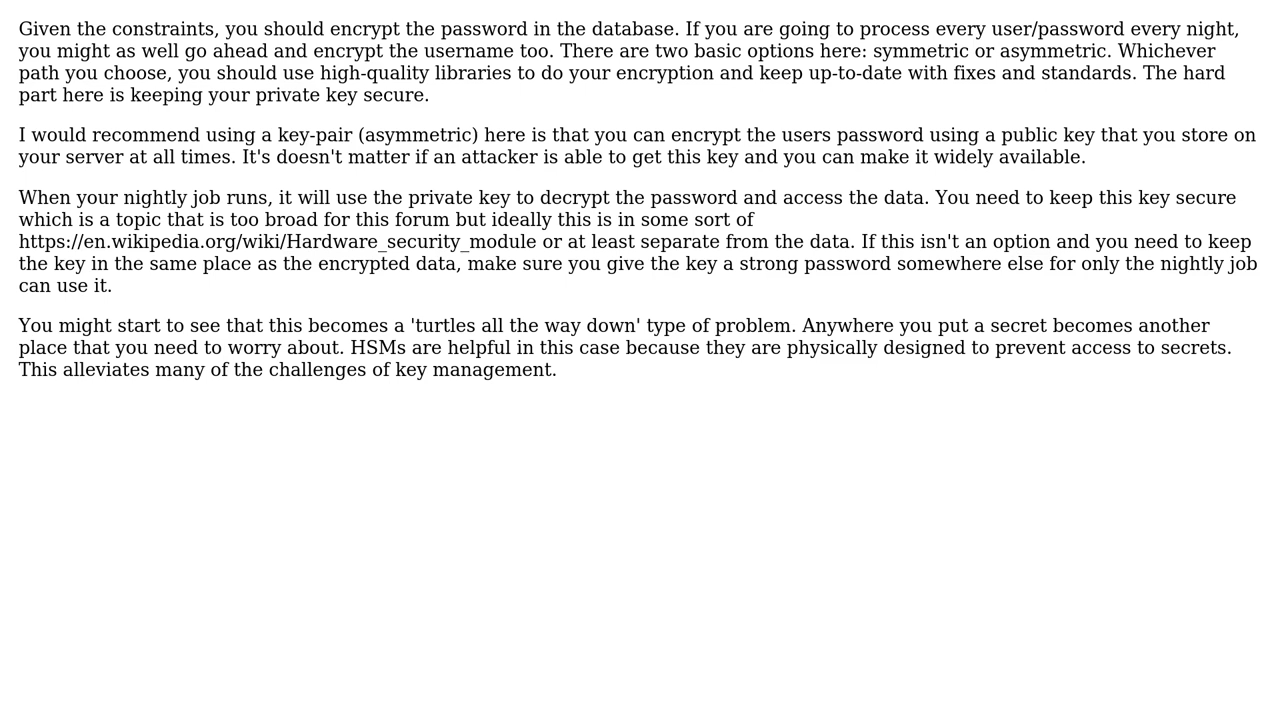 Given the constraints, you should encrypt the password in the database. If you are going to process every user/password every night,
you might as well go ahead and encrypt the username too. There are two basic options here: symmetric or asymmetric. Whichever
path you choose, you should use high-quality libraries to do your encryption and keep up-to-date with fixes and standards. The hard
part here is keeping your private key secure.
I would recommend using a key-pair (asymmetric) here is that you can encrypt the users password using a public key that you store on
your server at all times. It's doesn't matter if an attacker is able to get this key and you can make it widely available.
When your nightly job runs, it will use the private key to decrypt the password and access the data. You need to keep this key secure
which is a topic that is too broad for this forum but ideally this is in some sort of
https://en.wikipedia.org/wiki/Hardware_security_module or at least separate from the data. If this isn't an option and you need to keep
the key in the same place as the encrypted data, make sure you give the key a strong password somewhere else for only the nightly job
can use it.
You might start to see that this becomes a 'turtles all the way down' type of problem. Anywhere you put a secret becomes another
place that you need to worry about. HSMs are helpful in this case because they are physically designed to prevent access to secrets.
This alleviates many of the challenges of key management.